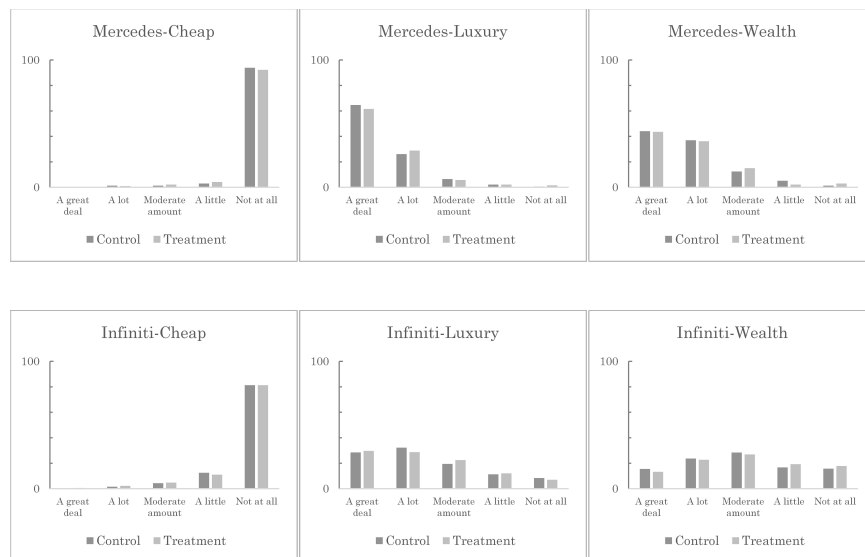 Mercedes-Cheap
100
0
A great
deal
A lot
Moderate
amount
A little
Not at all
Control
Treatment
Mercedes-Luxury
100
0
A great
deal
A lot
Moderate
amount
A little
Not at all
Control
Treatment
Mercedes-Wealth
100
0
A great
deal
A lot
Moderate
amount
A little
Not at all
Control
Treatment
Infiniti-Cheap
100
0
A great
deal
A lot
Moderate
amount
A little
Not at all
Control
Treatment
Infiniti-Luxury
100
0
A great
deal
A lot
Moderate
amount
A little
Not at all
Control
Treatment
Infiniti-Wealth
100
0
A great
deal
A lot
Moderate
amount
A little
Not at all
Control
Treatment